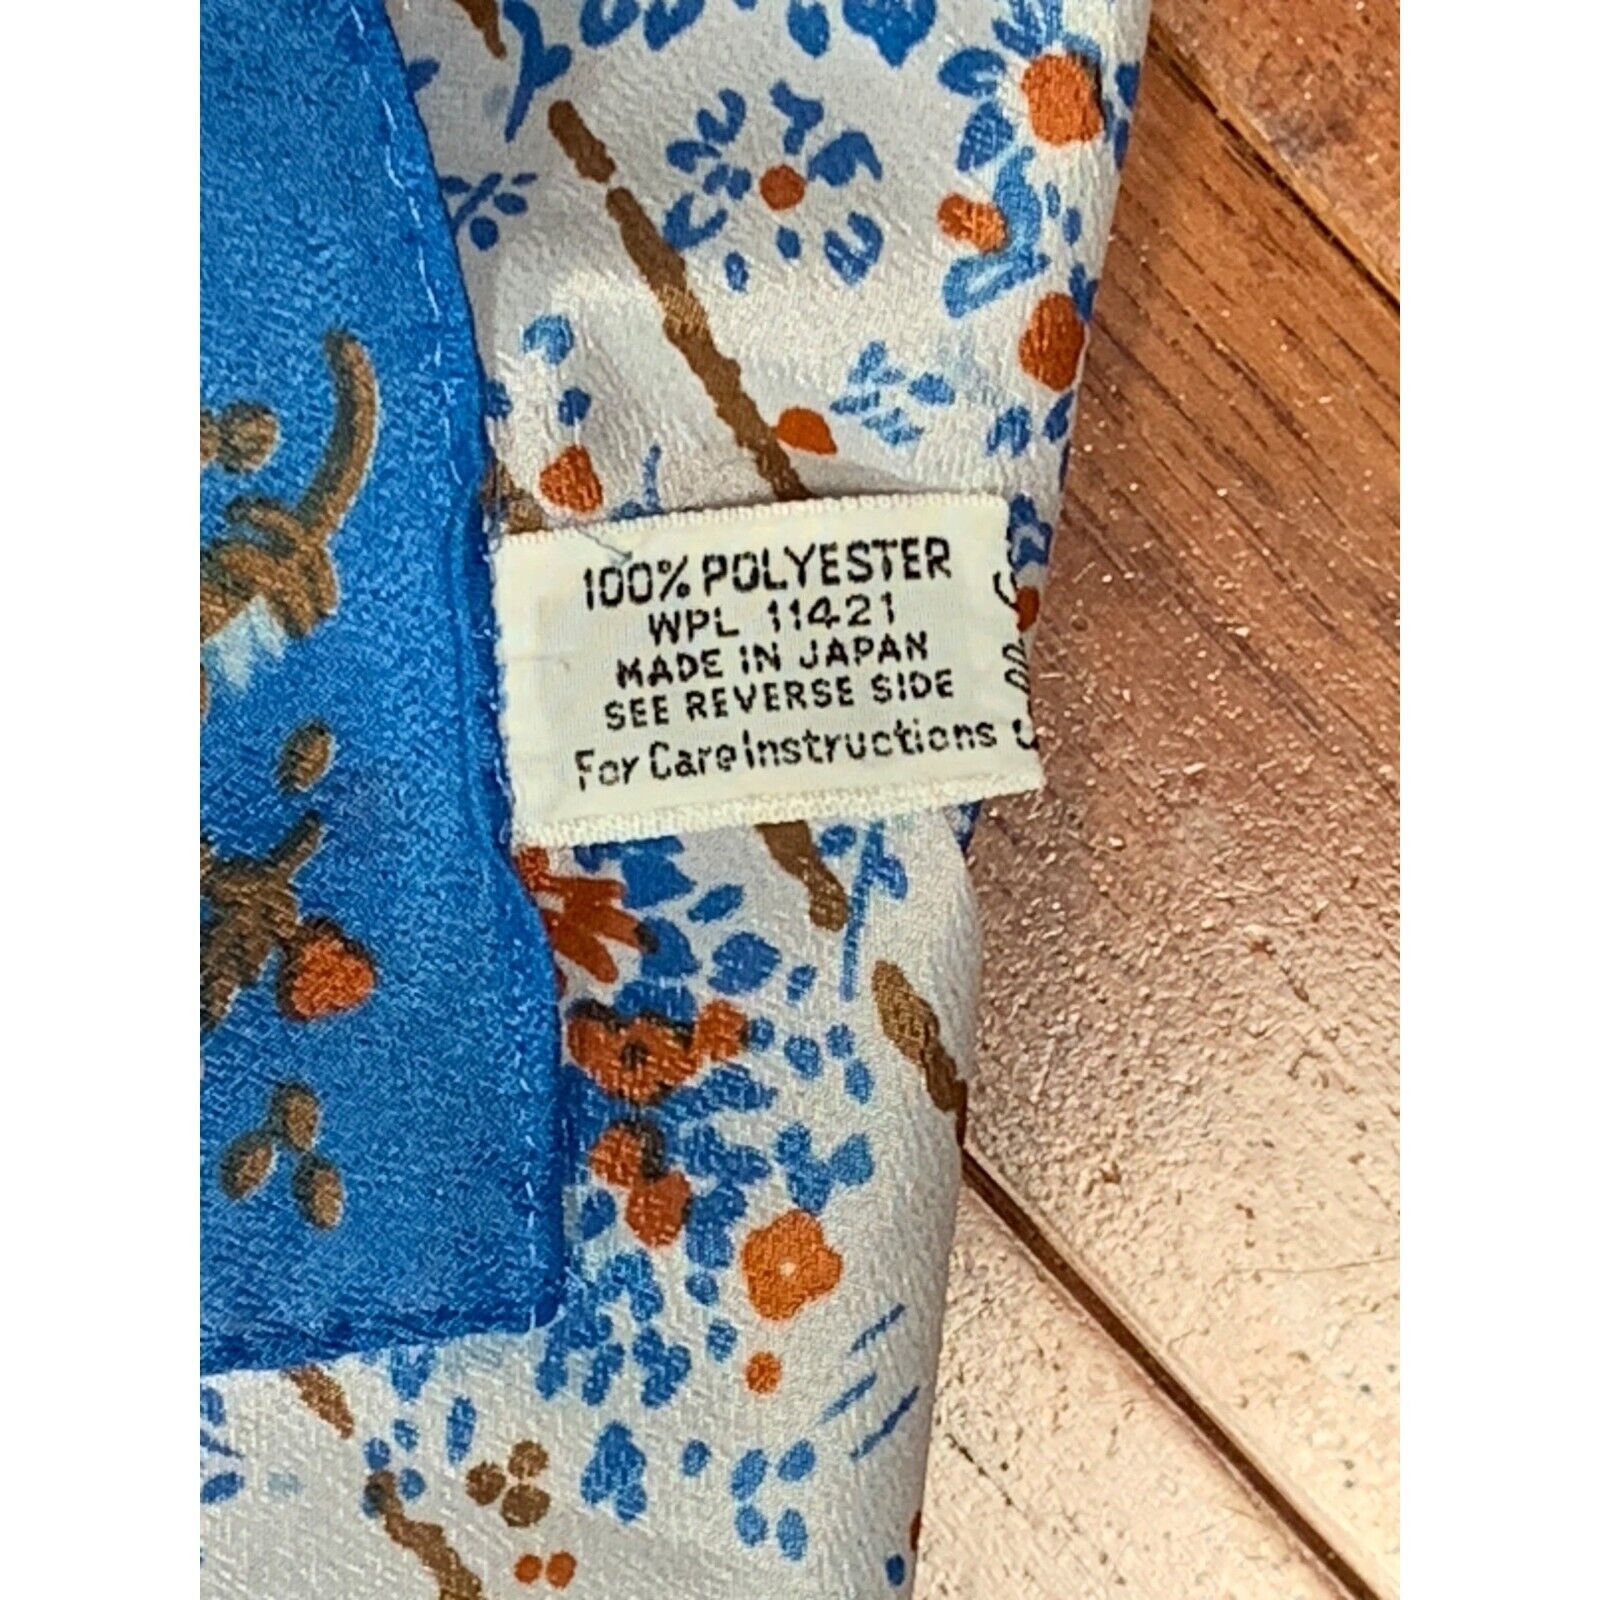 100% POLYESTER
WPL 11421
MADE IN JAPAN
SEE REVERSE SIDE
For Care Instructions